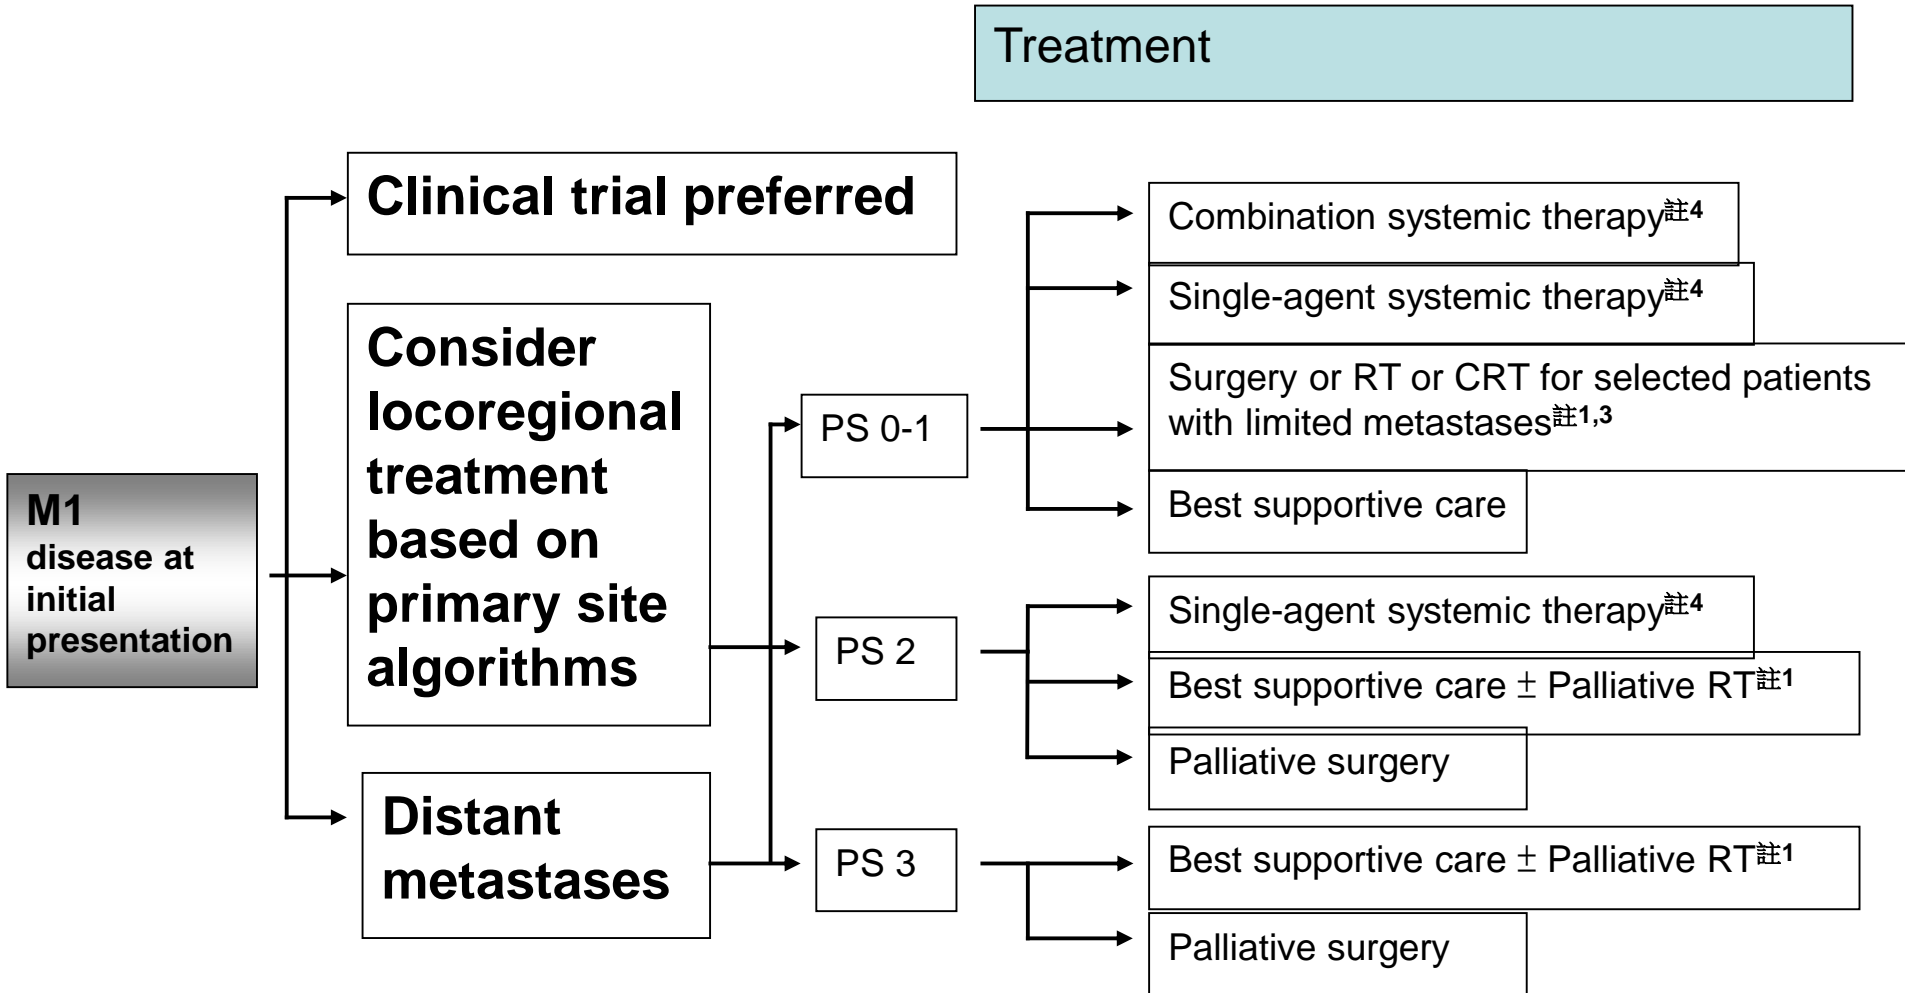 Treatment
Clinical trial preferred
Consider
locoregional
treatment
based on
primary site
algorithms
M1
disease at
initial
presentation
Distant
metastases
PS 0-1
PS 2
PS 3
Combination systemic therapy註4
Single-agent systemic therapy註4
Surgery or RT or CRT for selected patients
with limited metastases註1,3
Best supportive care
Single-agent systemic therapy註4
Best supportive care ± Palliative RT註1
Palliative surgery
Best supportive care ± Palliative RT註1
Palliative surgery